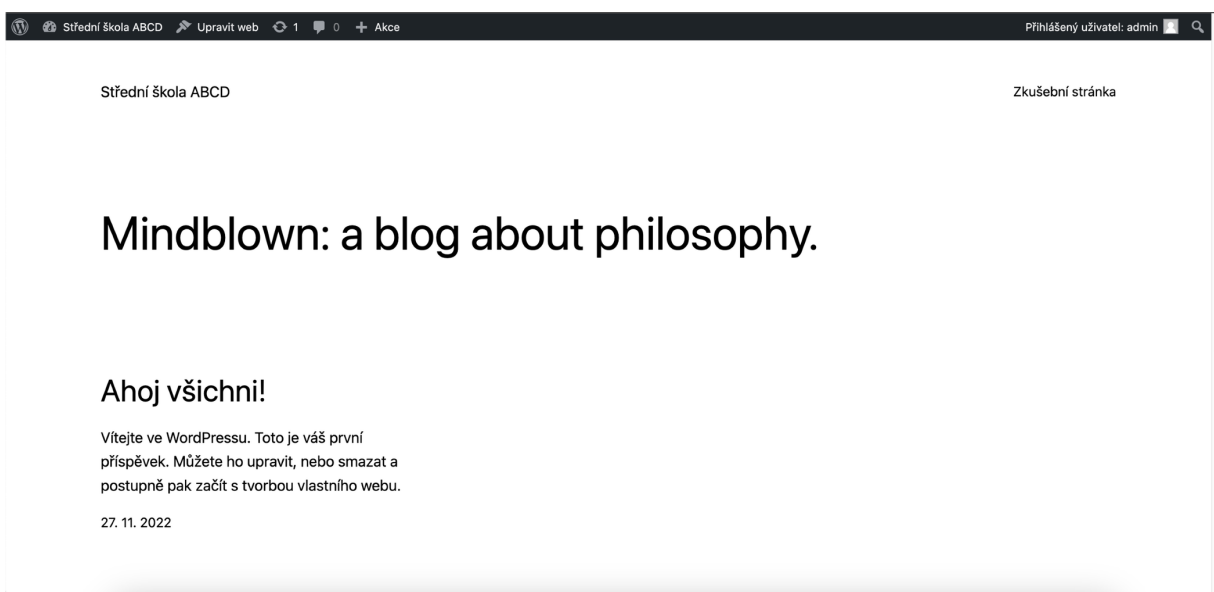 Střední škola ABCD Upravit web 1 0 Akce Přihlášený uživatel: admin
Střední škola ABCD Zkušební stránka
Mindblown: a blog about philosophy.
Ahoj všichni!
Vítejte ve WordPressu. Toto je váš první
příspěvek. Můžete ho upravit, nebo smazat a
postupně pak začít s tvorbou vlastního webu.
27. 11. 2022